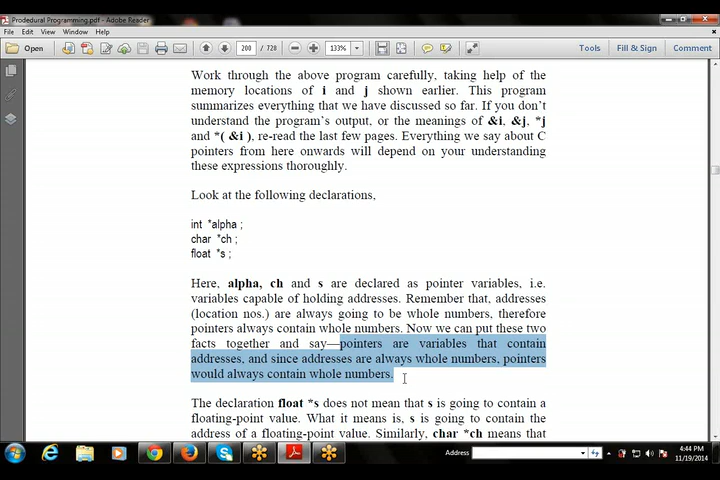 Prodedural Programming.pdf - Adobe Reader
File Edit View Window Help
Open 200 / 728 133% Tools Fill & Sign Comment
Work through the above program carefully, taking help of the
memory locations of i and j shown earlier. This program
summarizes everything that we have discussed so far. If you don't
understand the program's output, or the meanings of &i, &j, *j
and *( &i ), re-read the last few pages. Everything we say about C
pointers from here onwards will depend on your understanding
these expressions thoroughly.
Look at the following declarations,
int *alpha ;
char *ch ;
float *s ;
Here, alpha, ch and s are declared as pointer variables, i.e.
variables capable of holding addresses. Remember that, addresses
(location nos.) are always going to be whole numbers, therefore
pointers always contain whole numbers. Now we can put these two
facts together and say—pointers are variables that contain
addresses, and since addresses are always whole numbers, pointers
would always contain whole numbers.
The declaration float *s does not mean that s is going to contain a
floating-point value. What it means is, s is going to contain the
address of a floating-point value. Similarly, char *ch means that
Address
4:44 PM
11/19/2014